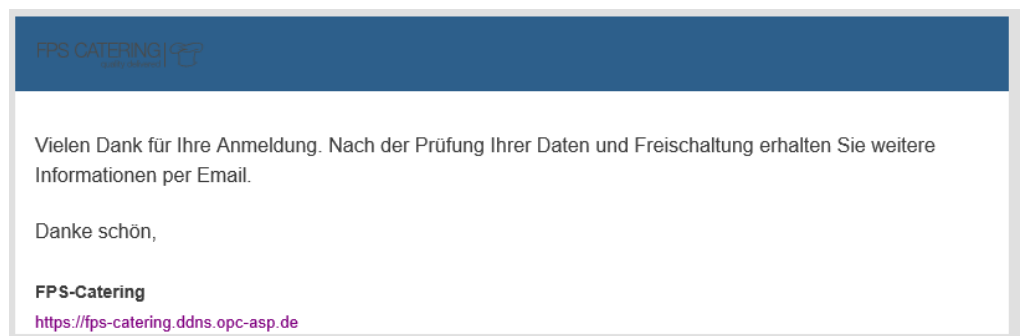 FPS CATERING
Vielen Dank für Ihre Anmeldung. Nach der Prüfung Ihrer Daten und Freischaltung erhalten Sie weitere
Informationen per Email.
Danke schön,
FPS-Catering
https://fps-catering.ddns.opc-asp.de